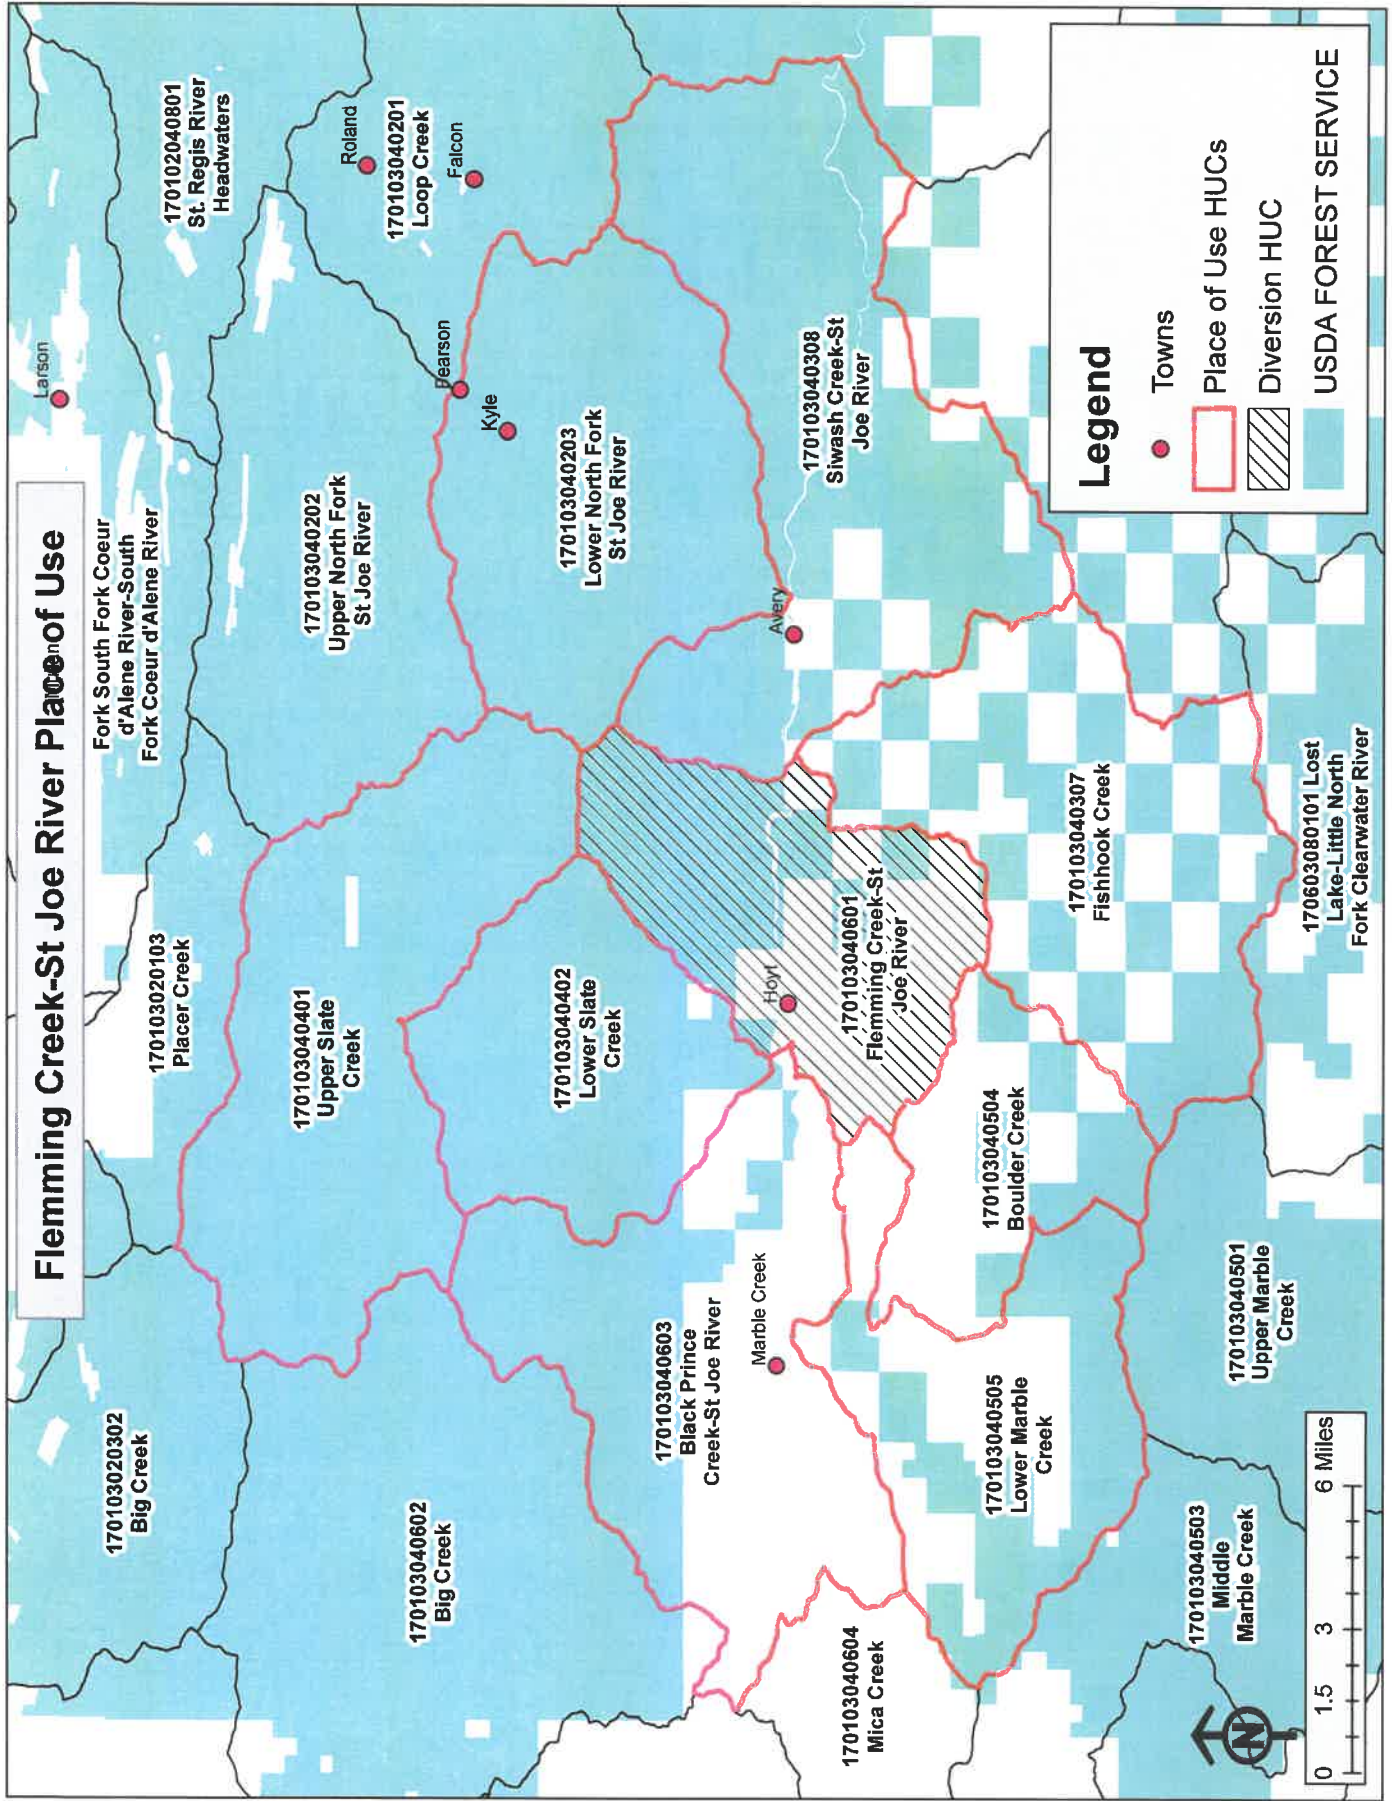 Flemming Creek-St Joe River Place of Use
Larson
Fork South Fork Coeur
d'Alene River-South
Fork Coeur d'Alene River
170102040801
St. Regis River
Headwaters
170103020302
Big Creek
170103020103
Placer Creek
170103040202
Upper North Fork
St Joe River
Roland
170103040201
Loop Creek
Falcon
Pearson
Kyle
170103040401
Upper Slate
Creek
170103040602
Big Creek
170103040402
Lower Slate
Creek
170103040203
Lower North Fork
St Joe River
170103040603
Black Prince
Creek-St Joe River
Marble Creek
Hoyt
Avery
170103040308
Siwash Creek-St
Joe River
170103040601
Flemming Creek-St
Joe River
170103040604
Mica Creek
170103040505
Lower Marble
Creek
170103040504
Boulder Creek
170103040307
Fishhook Creek
170103040503
Middle
Marble Creek
170103040501
Upper Marble
Creek
170603080101 Lost
Lake-Little North
Fork Clearwater River
Legend
Towns
Place of Use HUCs
Diversion HUC
USDA FOREST SERVICE
N
0 1.5 3 6 Miles